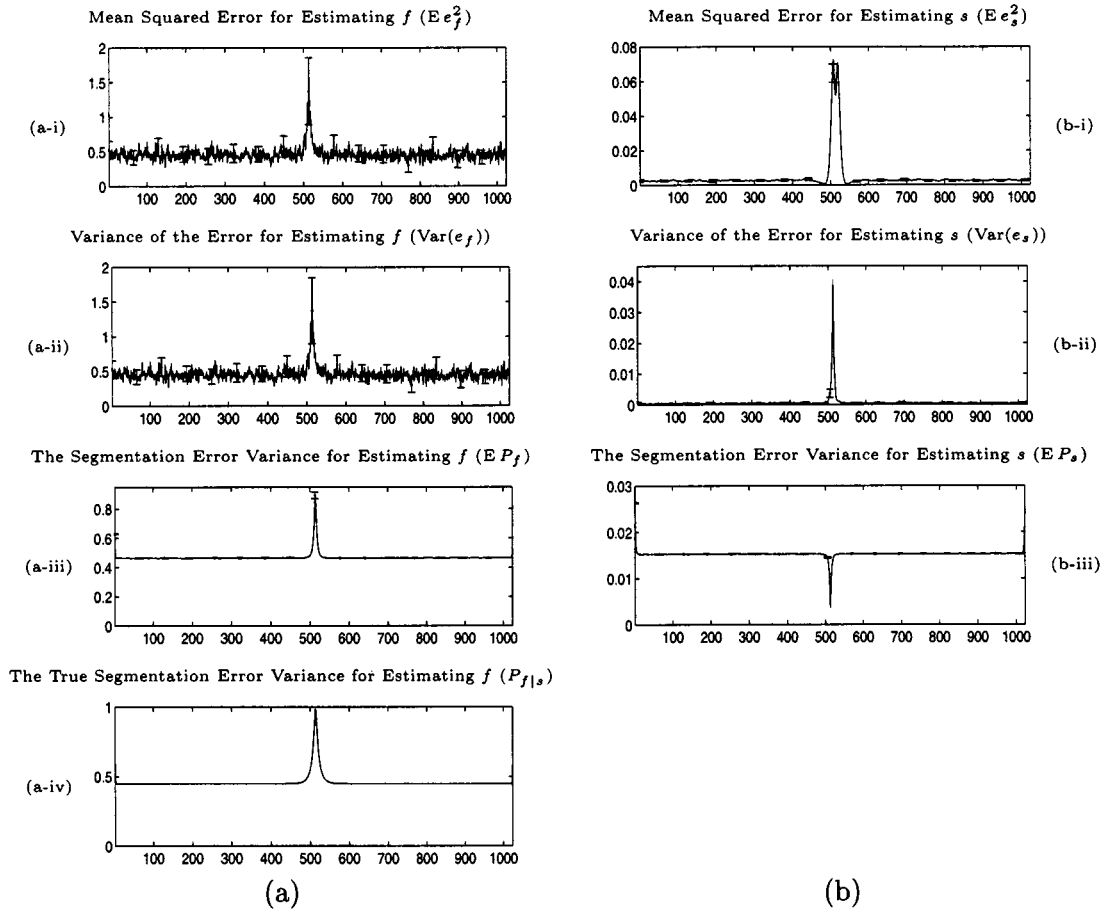 Mean Squared Error for Estimating f (E e_f^2)
2
1.5
1
0.5
0
100 200 300 400 500 600 700 800 900 1000
(a-i)
Mean Squared Error for Estimating s (E e_s^2)
0.08
0.06
0.04
0.02
0
100 200 300 400 500 600 700 800 900 1000
(b-i)
Variance of the Error for Estimating f (Var(e_f))
2
1.5
1
0.5
0
100 200 300 400 500 600 700 800 900 1000
(a-ii)
Variance of the Error for Estimating s (Var(e_s))
0.04
0.03
0.02
0.01
0
100 200 300 400 500 600 700 800 900 1000
(b-ii)
The Segmentation Error Variance for Estimating f (E P_f)
0.8
0.6
0.4
0.2
0
100 200 300 400 500 600 700 800 900 1000
(a-iii)
The Segmentation Error Variance for Estimating s (E P_s)
0.03
0.02
0.01
0
100 200 300 400 500 600 700 800 900 1000
(b-iii)
The True Segmentation Error Variance for Estimating f (P_{f|s})
1
0.5
0
100 200 300 400 500 600 700 800 900 1000
(a-iv)
(a)
(b)